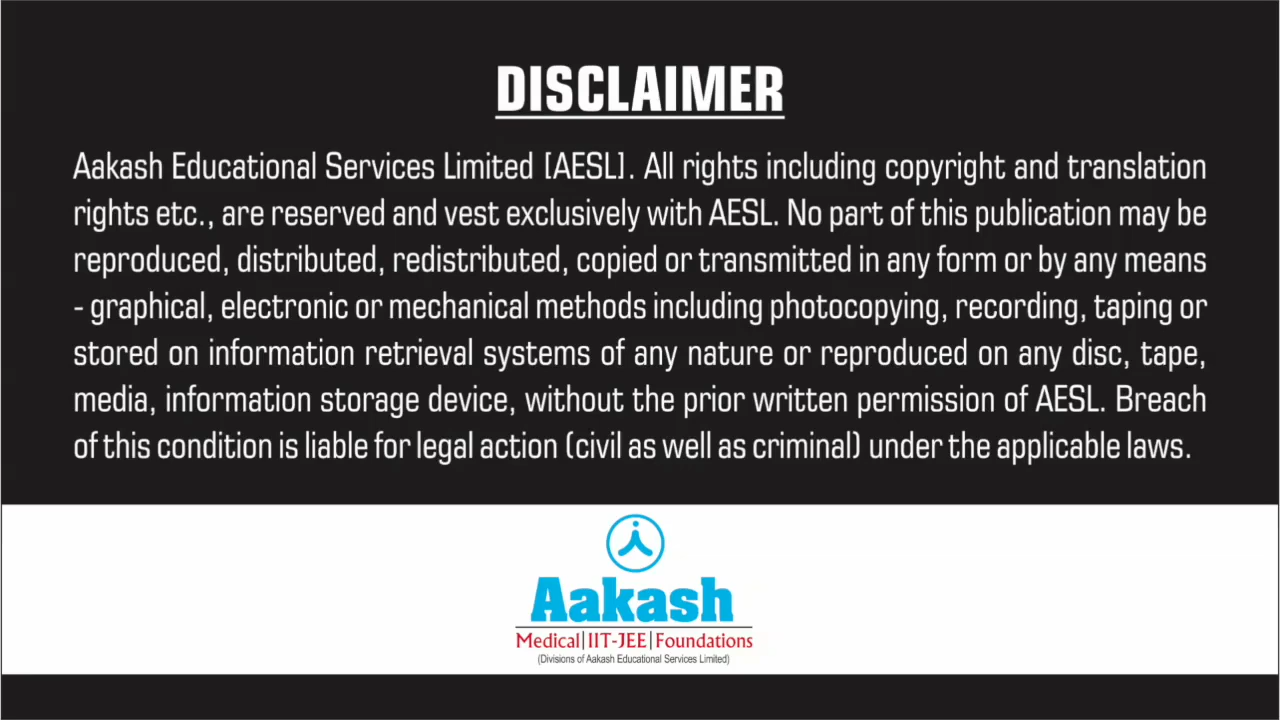 DISCLAIMER
Aakash Educational Services Limited [AESL]. All rights including copyright and translation
rights etc., are reserved and vest exclusively with AESL. No part of this publication may be
reproduced, distributed, redistributed, copied or transmitted in any form or by any means
- graphical, electronic or mechanical methods including photocopying, recording, taping or
stored on information retrieval systems of any nature or reproduced on any disc, tape,
media, information storage device, without the prior written permission of AESL. Breach
of this condition is liable for legal action (civil as well as criminal) under the applicable laws.
Aakash
Medical|IIT-JEE|Foundations
(Divisions of Aakash Educational Services Limited)